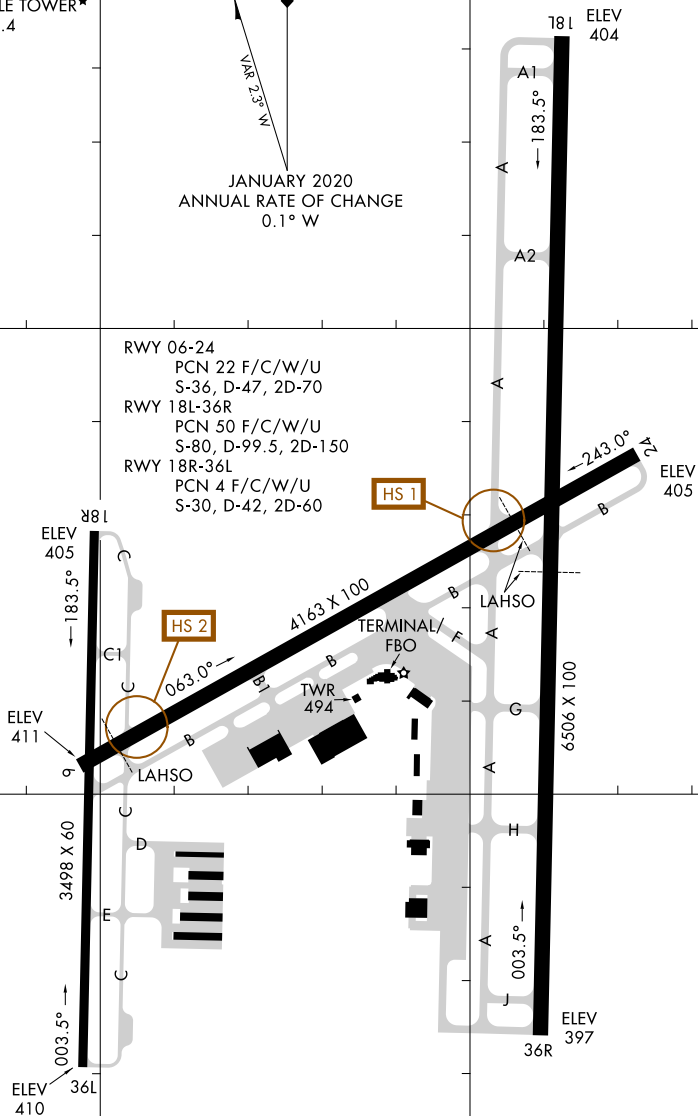 LE TOWER*
.4
VAR 2.3° W
JANUARY 2020
ANNUAL RATE OF CHANGE
0.1° W
18L
ELEV
404
A1
183.5°
A
A2
A
RWY 06-24
PCN 22 F/C/W/U
S-36, D-47, 2D-70
RWY 18L-36R
PCN 50 F/C/W/U
S-80, D-99.5, 2D-150
RWY 18R-36L
PCN 4 F/C/W/U
S-30, D-42, 2D-60
HS 1
243.0°
24
ELEV
405
B
18R
ELEV
405
C
183.5°
C1
C
HS 2
063.0°
4163 X 100
B
LAHSO
TERMINAL/
FBO
F
A
B
B1
TWR
494
B
G
6506 X 100
ELEV
411
6
LAHSO
A
C
3498 X 60
D
H
E
C
A
003.5°
003.5°
J
ELEV
397
36R
36L
ELEV
410